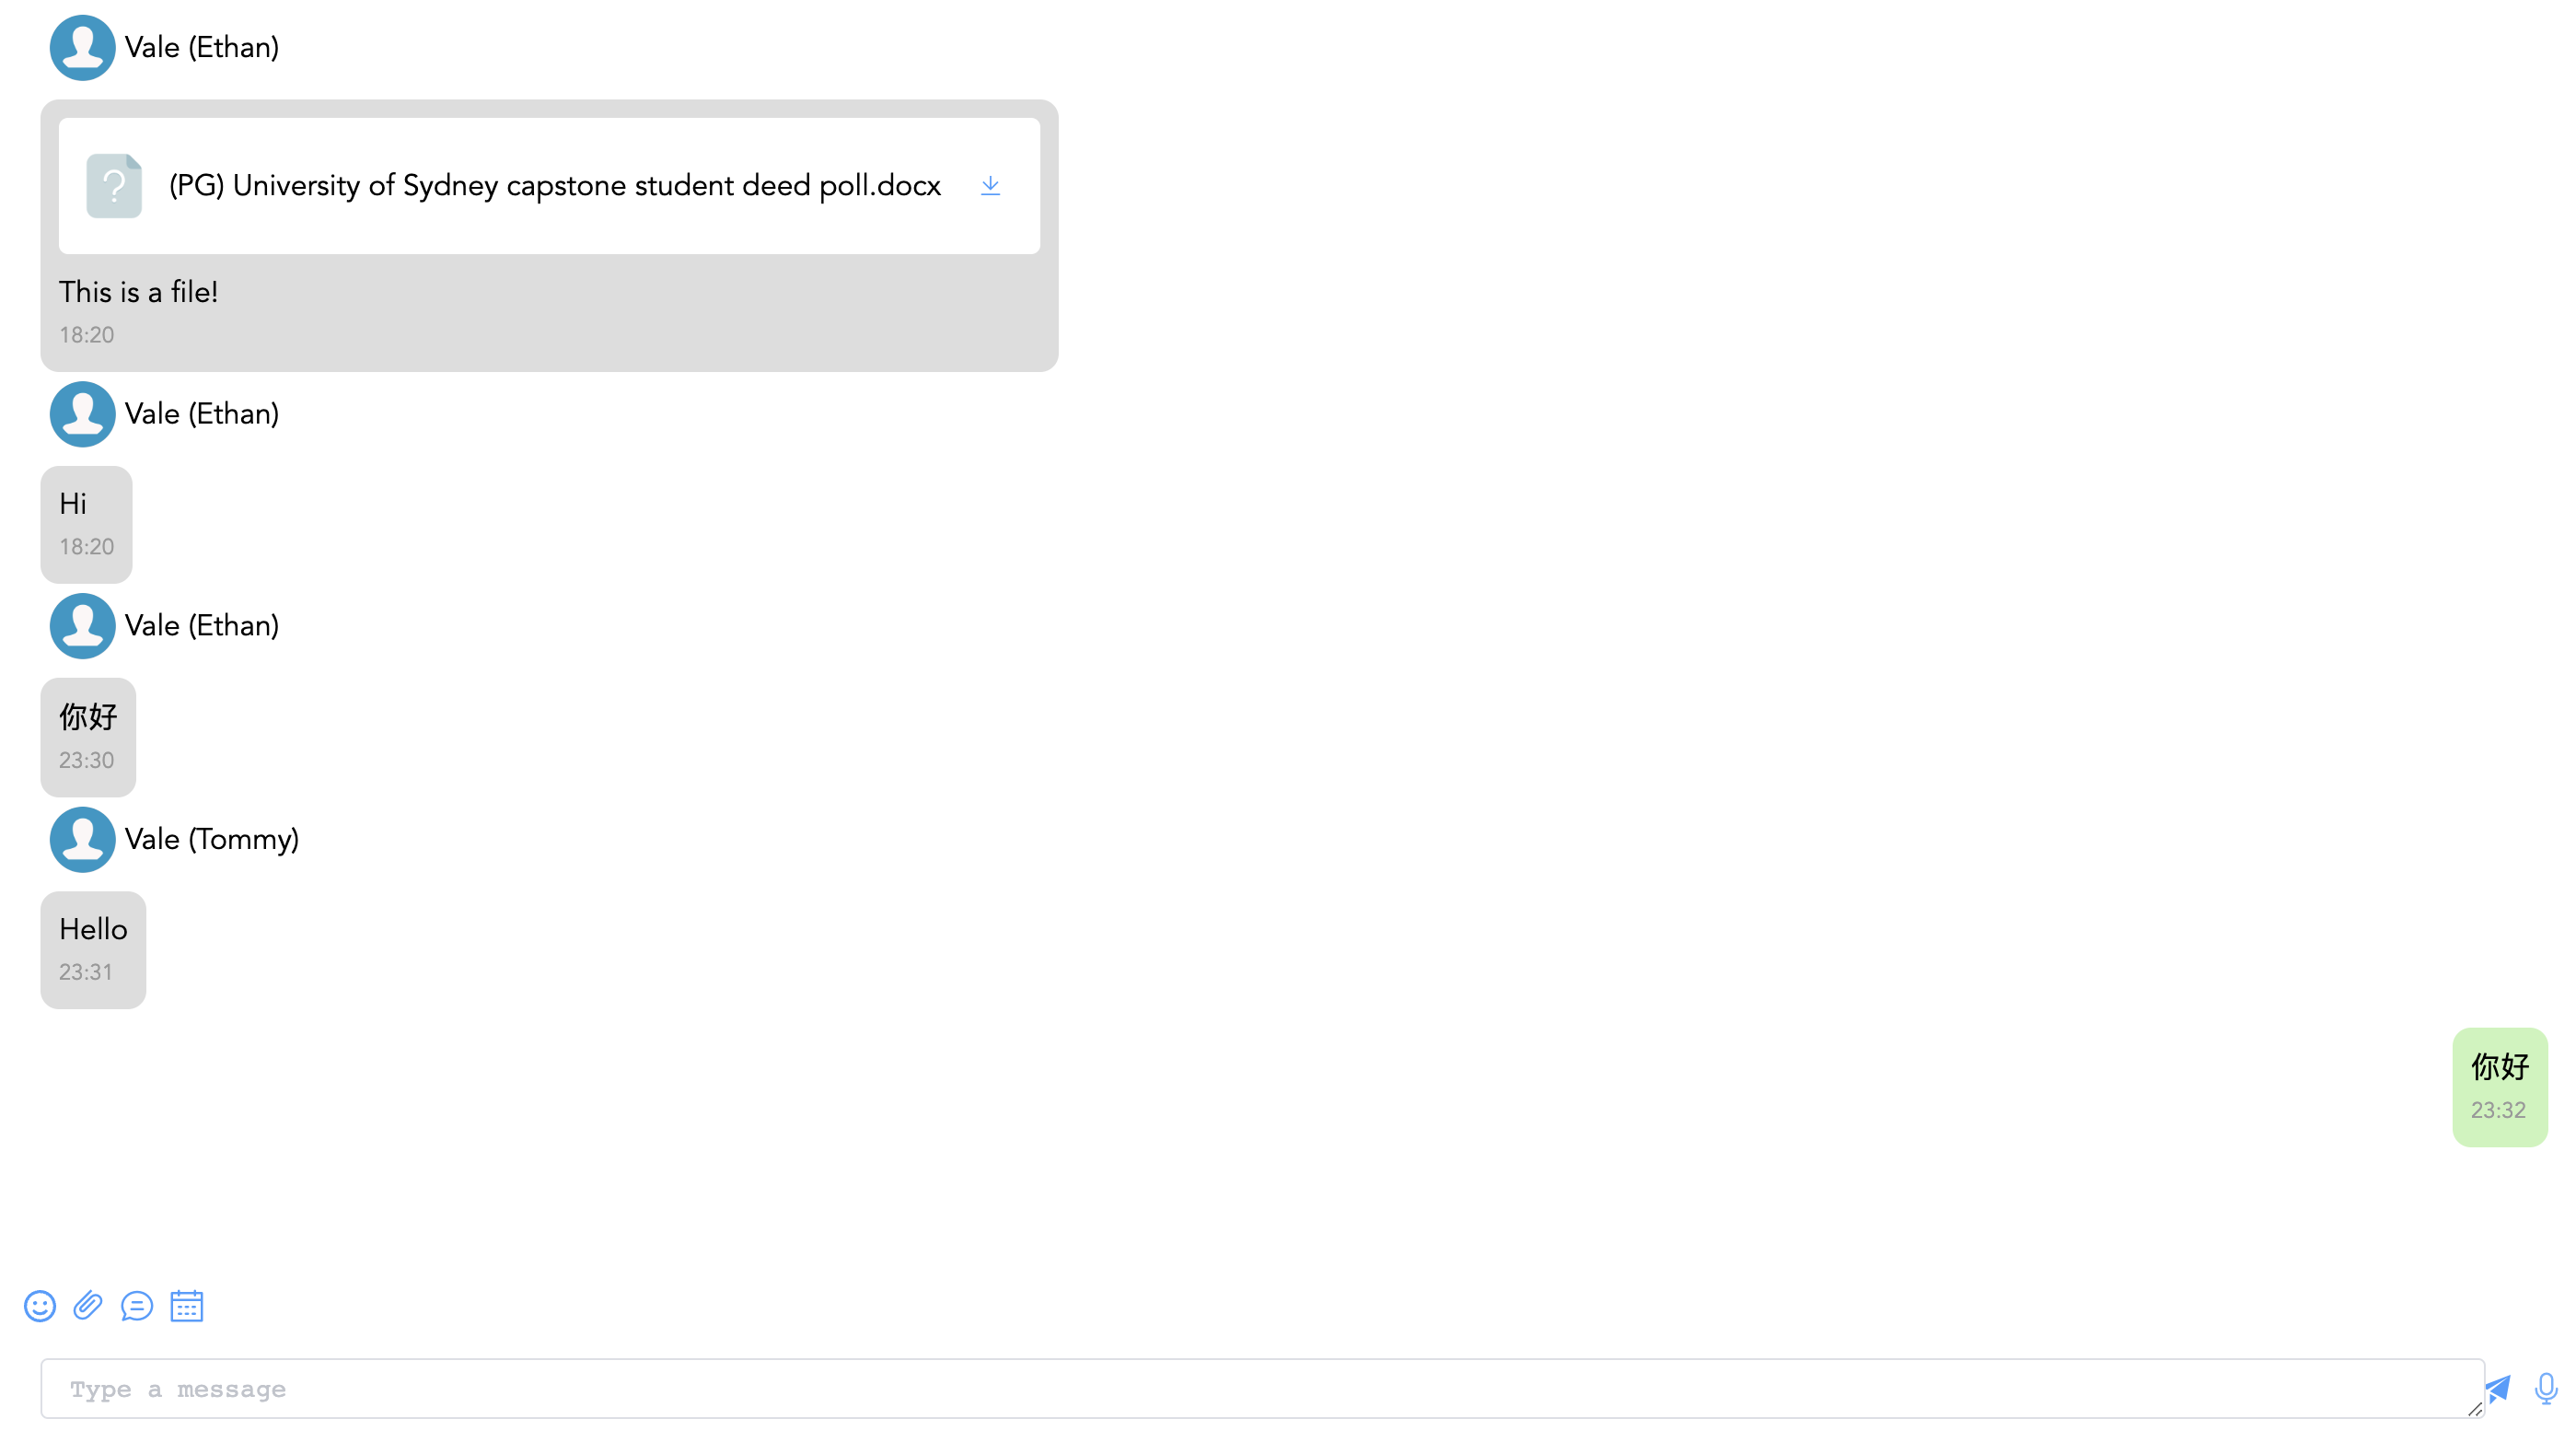 Vale (Ethan)
(PG) University of Sydney capstone student deed poll.docx
This is a file!
18:20
Vale (Ethan)
Hi
18:20
Vale (Ethan)
你好
23:30
Vale (Tommy)
Hello
23:31
你好
23:32
Type a message